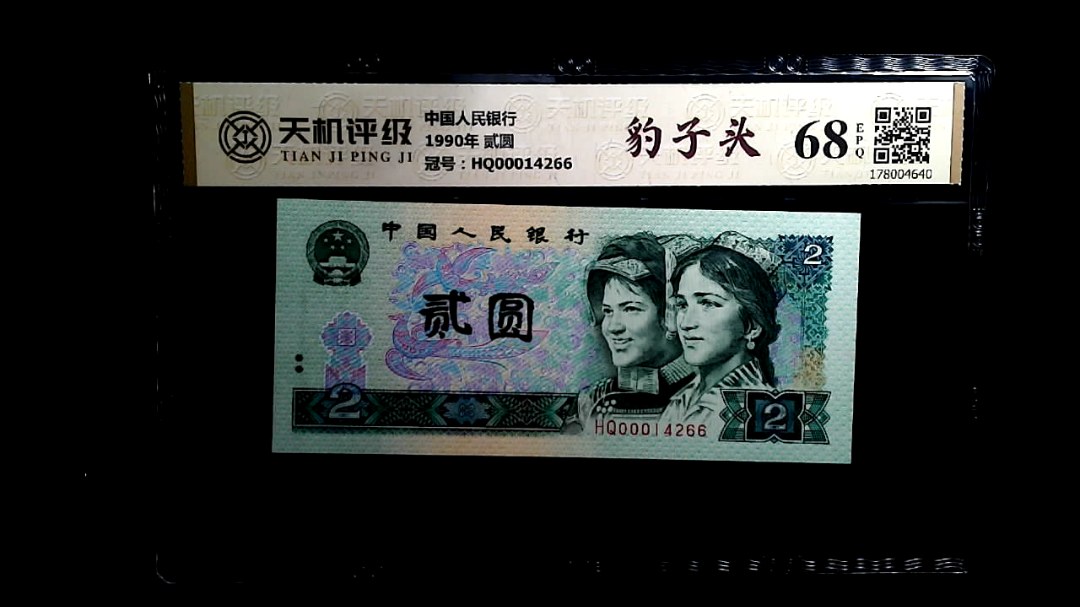 天机评级
TIAN JI PING JI
中国人民银行
1990年 贰圆
冠号：HQ00014266
豹子头
68
EPQ
178004640
中国人民银行
2
贰圆
2
HQ00014266
2